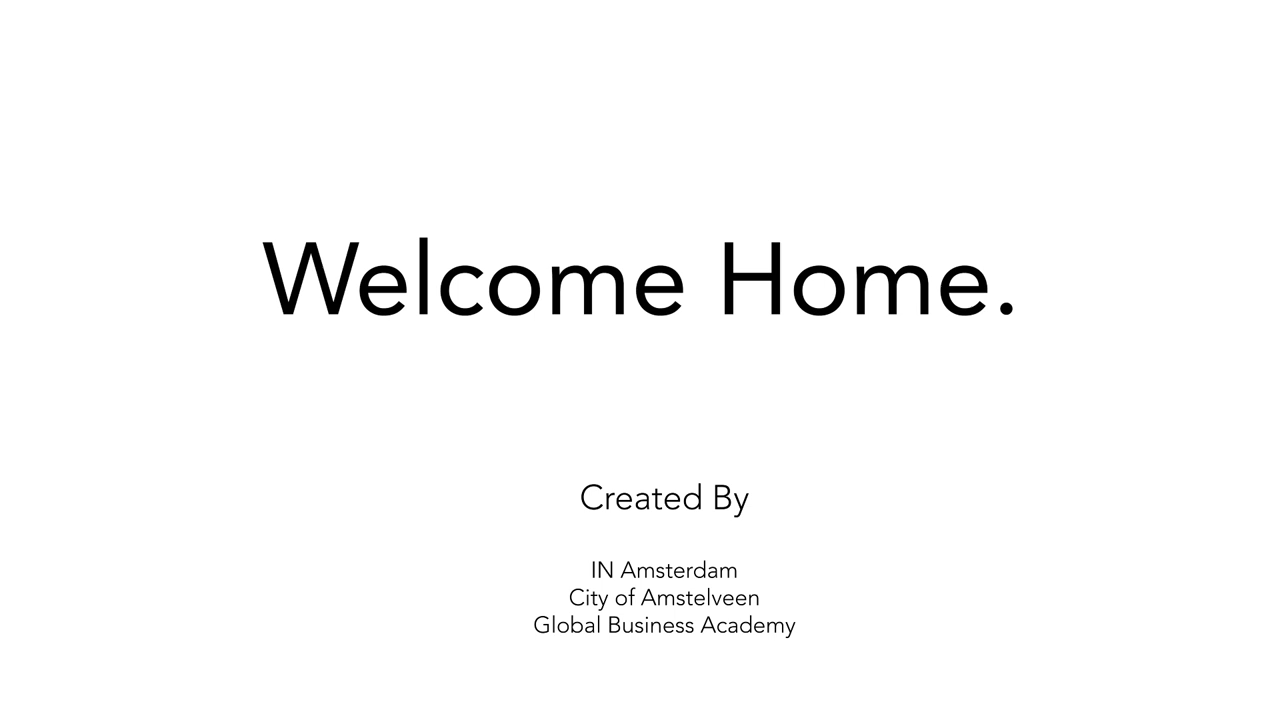 Welcome Home.
Created By
IN Amsterdam
City of Amstelveen
Global Business Academy